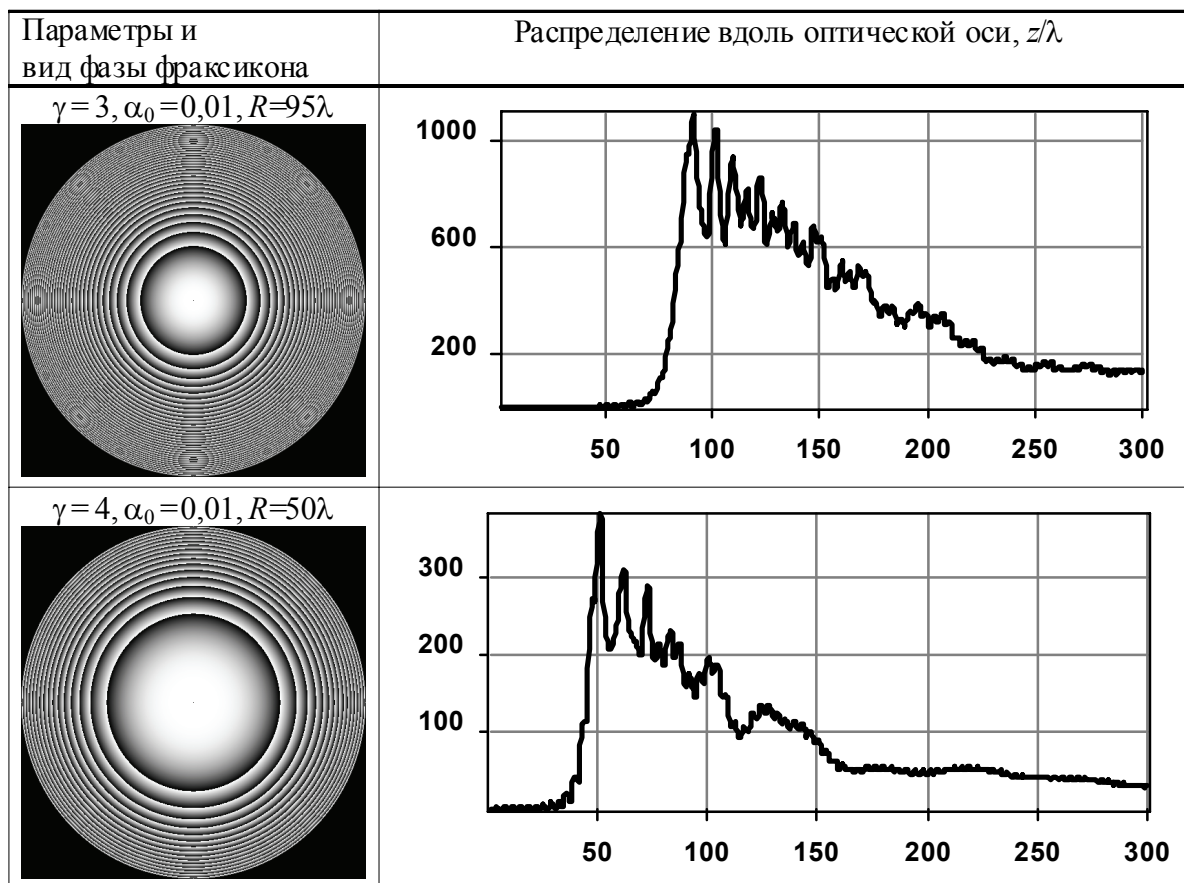 Параметры и
вид фазы фраксикона
Распределение вдоль оптической оси, z/λ
γ = 3, α₀ =0,01, R=95λ
1000
600
200
50 100 150 200 250 300
γ = 4, α₀ =0,01, R=50λ
300
200
100
50 100 150 200 250 300